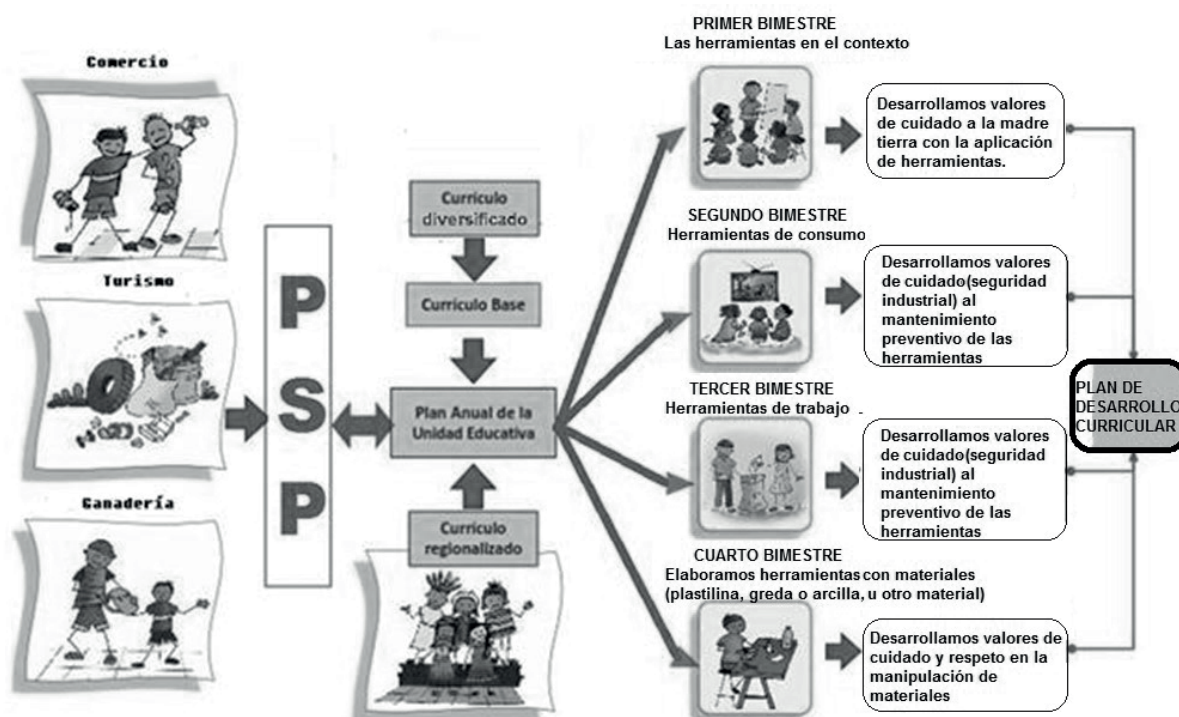 Comercio
Turismo
Ganadería
P
S
P
Currículo
diversificado
Currículo Base
Plan Anual de la
Unidad Educativa
Currículo
regionalizado
PRIMER BIMESTRE
Las herramientas en el contexto
Desarrollamos valores
de cuidado a la madre
tierra con la aplicación
de herramientas.
SEGUNDO BIMESTRE
Herramientas de consumo
Desarrollamos valores
de cuidado(seguridad
industrial) al
mantenimiento
preventivo de las
herramientas
TERCER BIMESTRE
Herramientas de trabajo
Desarrollamos valores
de cuidado(seguridad
industrial) al
mantenimiento
preventivo de las
herramientas
CUARTO BIMESTRE
Elaboramos herramientas con materiales
(plastilina, greda o arcilla, u otro material)
Desarrollamos valores de
cuidado y respeto en la
manipulación de
materiales
PLAN DE
DESARROLLO
CURRICULAR